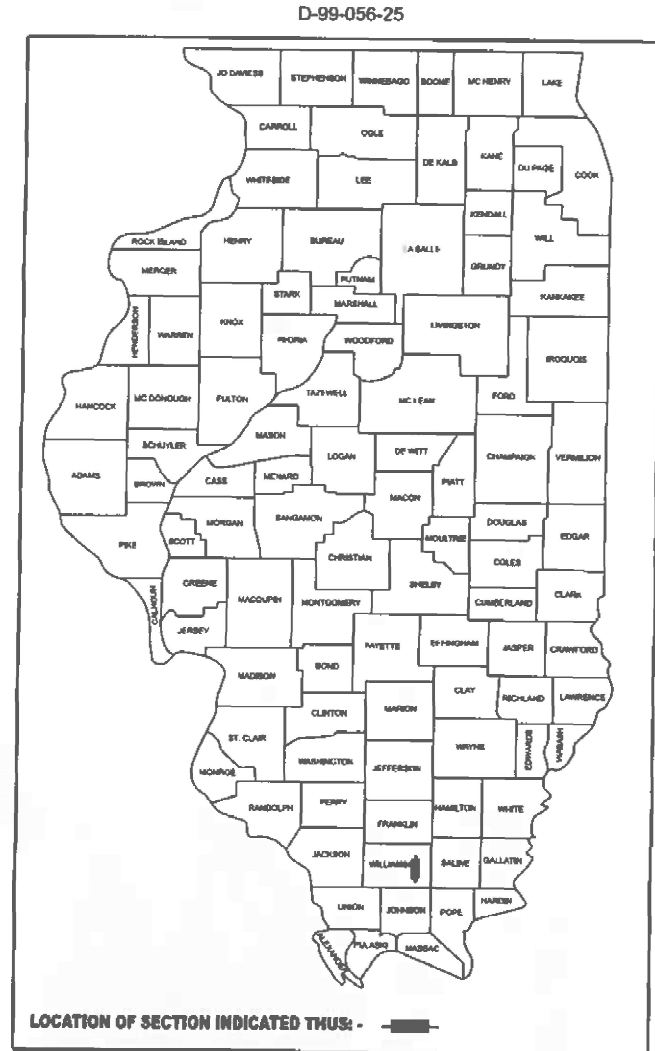 D-99-056-25
JO DAVIESS STEPHENSON WINNEBAGO BOONE MC HENRY LAKE
CARROLL OGLE DE KALB KANE DU PAGE COOK
WHITESIDE LEE
KENDALL
ROCK ISLAND HENRY BUREAU LA SALLE WILL
MERCER PUTNAM GRUNDY
STARK MARSHALL KANKAKEE
HENDERSON WARREN KNOX PEORIA WOODFORD LIVINGSTON
IROQUOIS
HANCOCK MC DONOUGH FULTON TAZEWELL MC LEAN FORD
MASON
SCHUYLER LOGAN DE WITT CHAMPAIGN VERMILION
ADAMS BROWN CASS MENARD PIATT
MACON
PIKE SCOTT MORGAN SANGAMON MOULTRIE DOUGLAS EDGAR
CHRISTIAN COLES
CALHOUN GREENE MACOUPIN MONTGOMERY SHELBY CUMBERLAND CLARK
JERSEY
FAYETTE EFFINGHAM JASPER CRAWFORD
MADISON BOND
CLAY RICHLAND LAWRENCE
CLINTON MARION
ST. CLAIR WAYNE EDWARDS WABASH
WASHINGTON JEFFERSON
MONROE
RANDOLPH PERRY HAMILTON WHITE
FRANKLIN
JACKSON SALINE GALLATIN
UNION JOHNSON POPE HARDIN
ALEXANDER PULASKI MASSAC
LOCATION OF SECTION INDICATED THUS: -